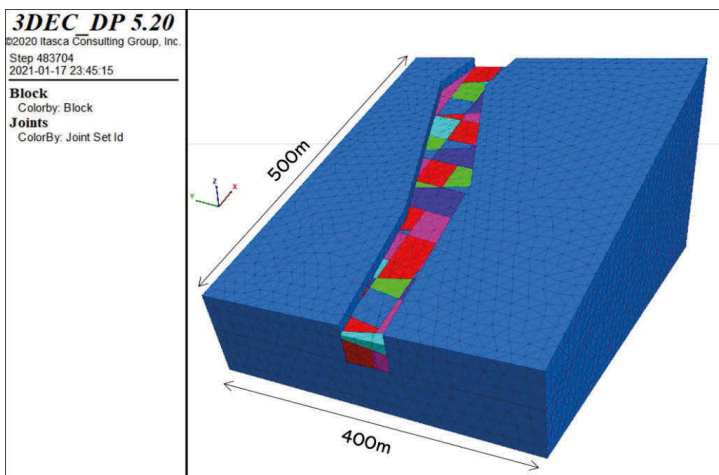 3DEC_DP 5.20
©2020 Itasca Consulting Group, Inc.
Step 483704
2021-01-17 23:45:15
Block
Colorby: Block
Joints
ColorBy: Joint Set Id
500m
Z
X
Y
400m